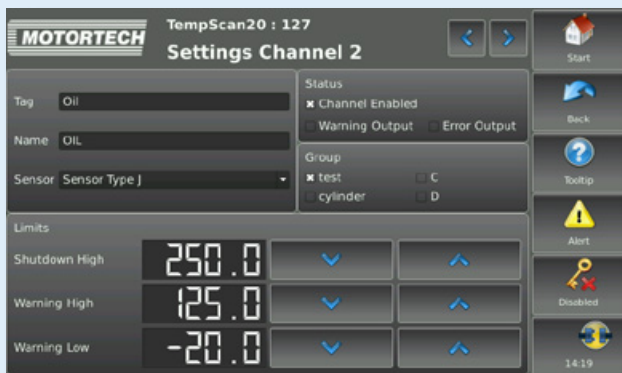 MOTORTECH
TempScan20 : 127
Settings Channel 2
Start
Tag Oil
Name OIL
Sensor Sensor Type J
Status
Channel Enabled
Warning Output Error Output
Group
test C
cylinder D
Back
Tooltip
Limits
Shutdown High 250.0
Warning High 125.0
Warning Low -20.0
Alert
Disabled
14:19